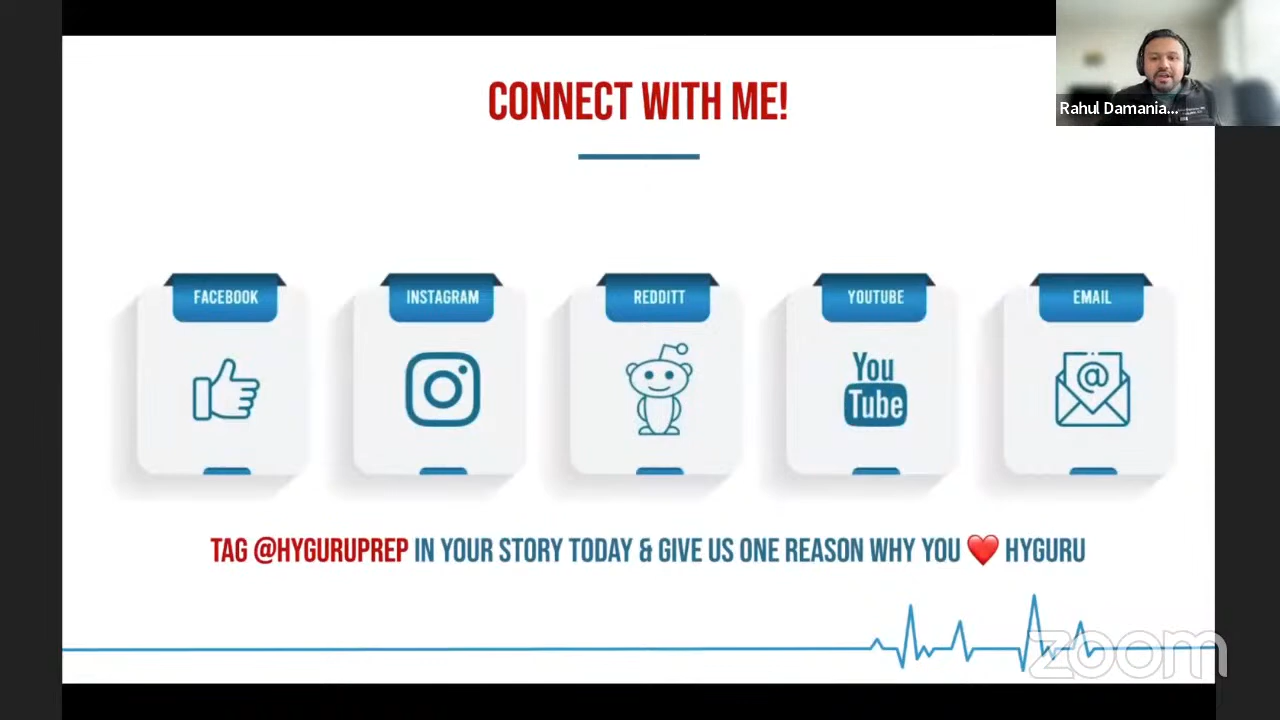 CONNECT WITH ME!
Rahul Damania...
FACEBOOK
INSTAGRAM
REDDITT
YOUTUBE
EMAIL
You
Tube
@
TAG @HYGURUPREP IN YOUR STORY TODAY & GIVE US ONE REASON WHY YOU ❤️ HYGURU
zoom